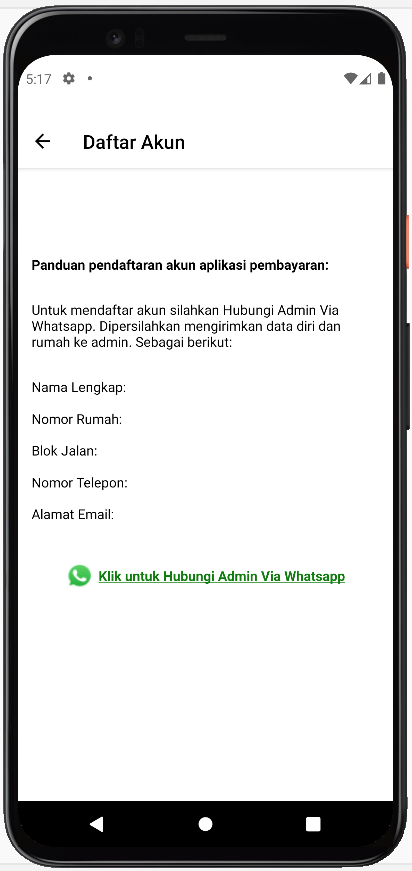 5:17
Daftar Akun
Panduan pendaftaran akun aplikasi pembayaran:
Untuk mendaftar akun silahkan Hubungi Admin Via
Whatsapp. Dipersilahkan mengirimkan data diri dan
rumah ke admin. Sebagai berikut:
Nama Lengkap:
Nomor Rumah:
Blok Jalan:
Nomor Telepon:
Alamat Email:
Klik untuk Hubungi Admin Via Whatsapp